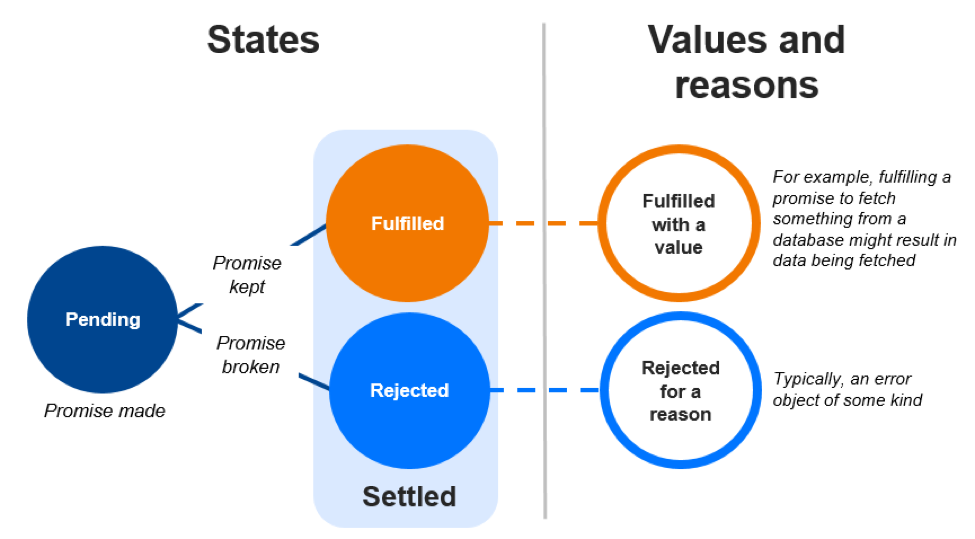 States
Values and
reasons
Pending
Promise made
Promise
kept
Promise
broken
Fulfilled
Rejected
Settled
Fulfilled
with a
value
For example, fulfilling a
promise to fetch
something from a
database might result in
data being fetched
Rejected
for a
reason
Typically, an error
object of some kind